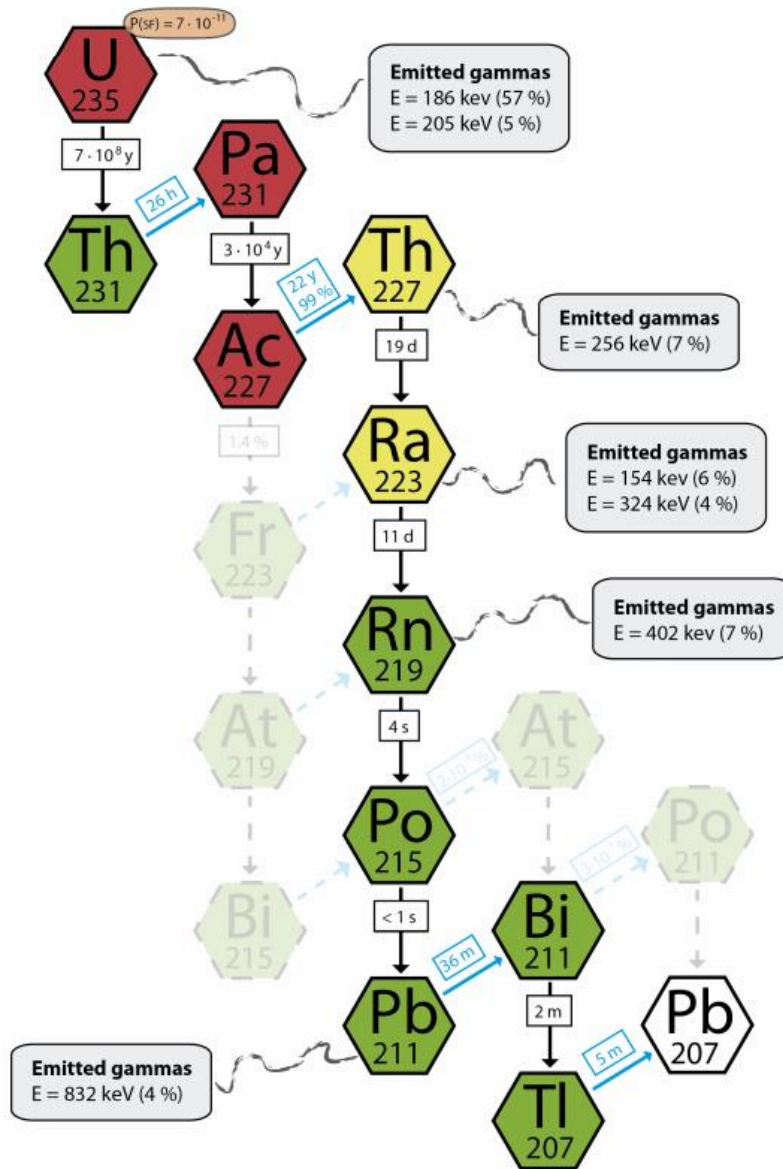 P(SF) = 7 · 10⁻¹¹
U
235
Emitted gammas
E = 186 kev (57 %)
E = 205 keV (5 %)
7 · 10⁸ y
Pa
231
26 h
Th
231
3 · 10⁴ y
Th
227
22 y
99 %
Emitted gammas
E = 256 keV (7 %)
Ac
227
19 d
1.4 %
Ra
223
Emitted gammas
E = 154 kev (6 %)
E = 324 keV (4 %)
Fr
223
11 d
Rn
219
Emitted gammas
E = 402 kev (7 %)
At
219
4 s
At
215
Po
215
Po
211
Bi
215
< 1 s
Bi
211
36 m
Pb
211
2 m
Pb
207
Emitted gammas
E = 832 keV (4 %)
5 m
Tl
207